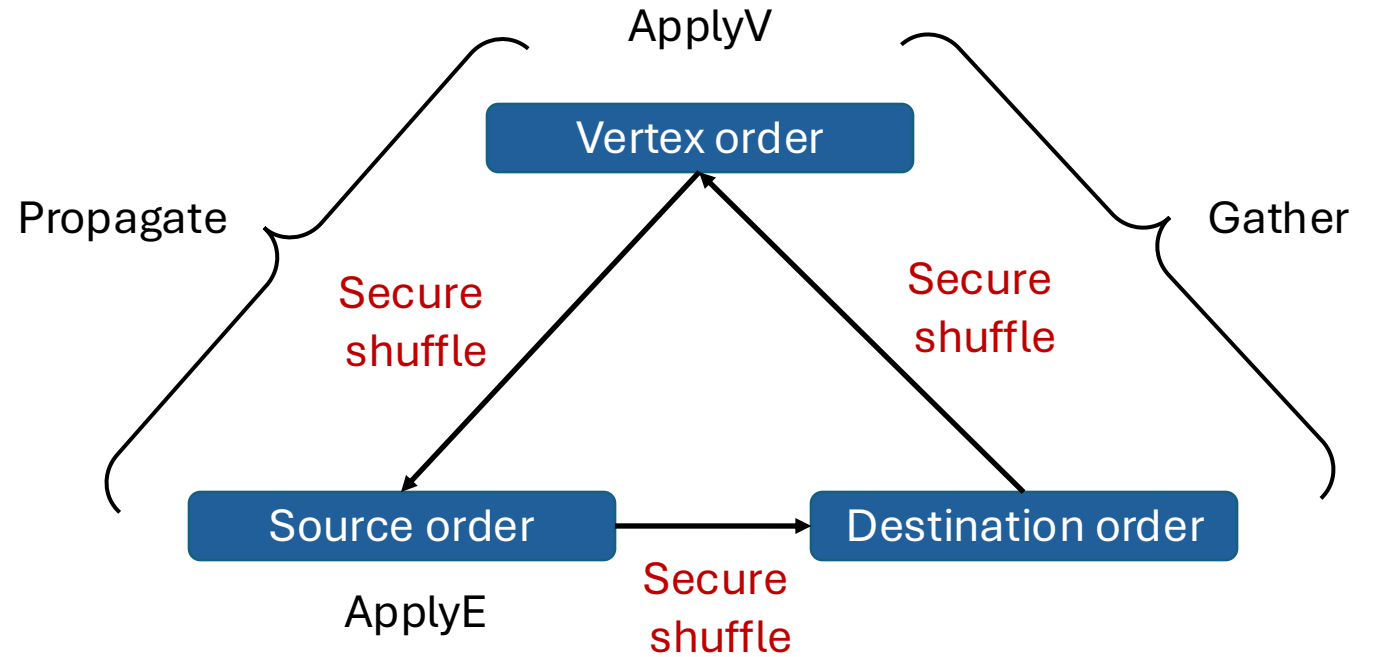 ApplyV
Vertex order
Propagate
Gather
Secure
shuffle
Secure
shuffle
Source order
Destination order
Secure
shuffle
ApplyE